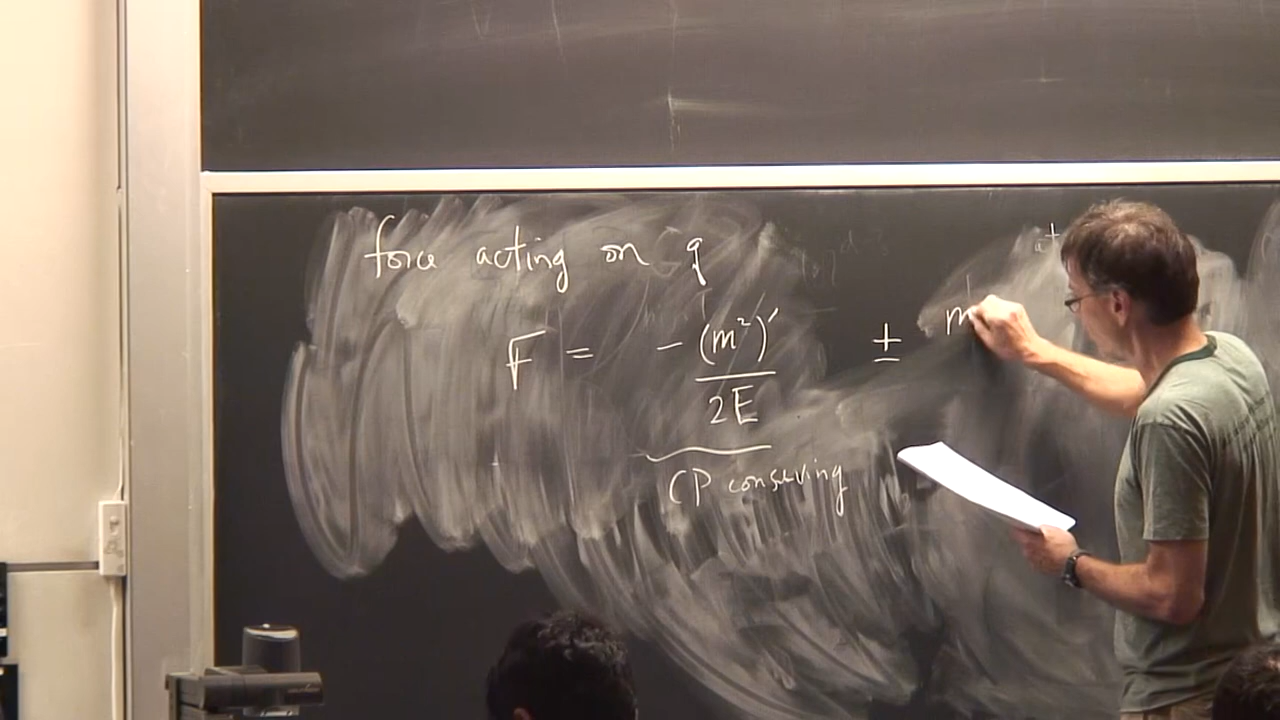 force acting on q
F = - (m²)′ / 2E ± m
CP conserving